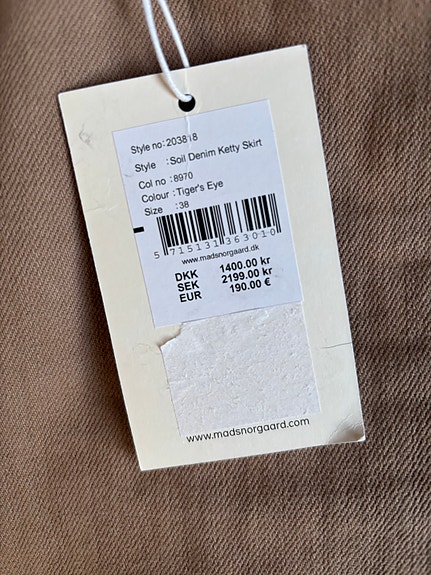 Style no:203818
Style :Soil Denim Ketty Skirt
Col no :8970
Colour :Tiger's Eye
Size :38
5 715131 363010
www.madsnorgaard.dk
DKK 1400.00 kr
SEK 2199.00 kr
EUR 190.00 €
www.madsnorgaard.com